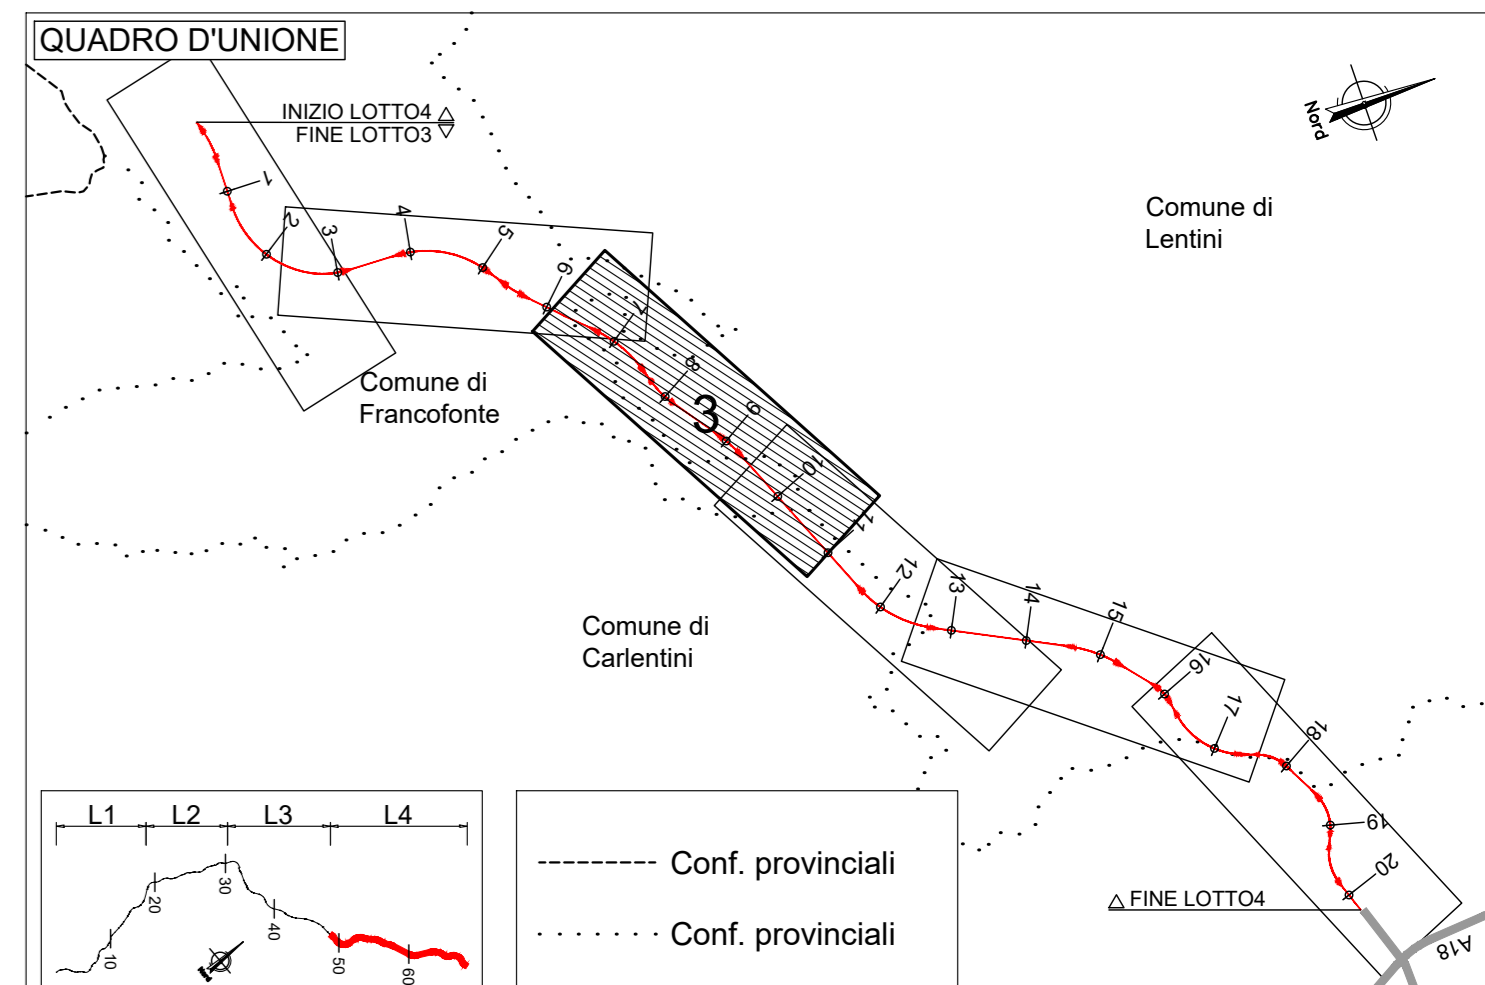 QUADRO D'UNIONE
INIZIO LOTTO4
FINE LOTTO3
Nord
Comune di
Lentini
1
2
3
4
5
6
7
8
9
10
11
12
13
14
15
16
17
18
19
20
3
Comune di
Francofonte
Comune di
Carlentini
FINE LOTTO4
A18
L1
L2
L3
L4
10
20
30
40
50
60
Nord
Conf. provinciali
Conf. provinciali